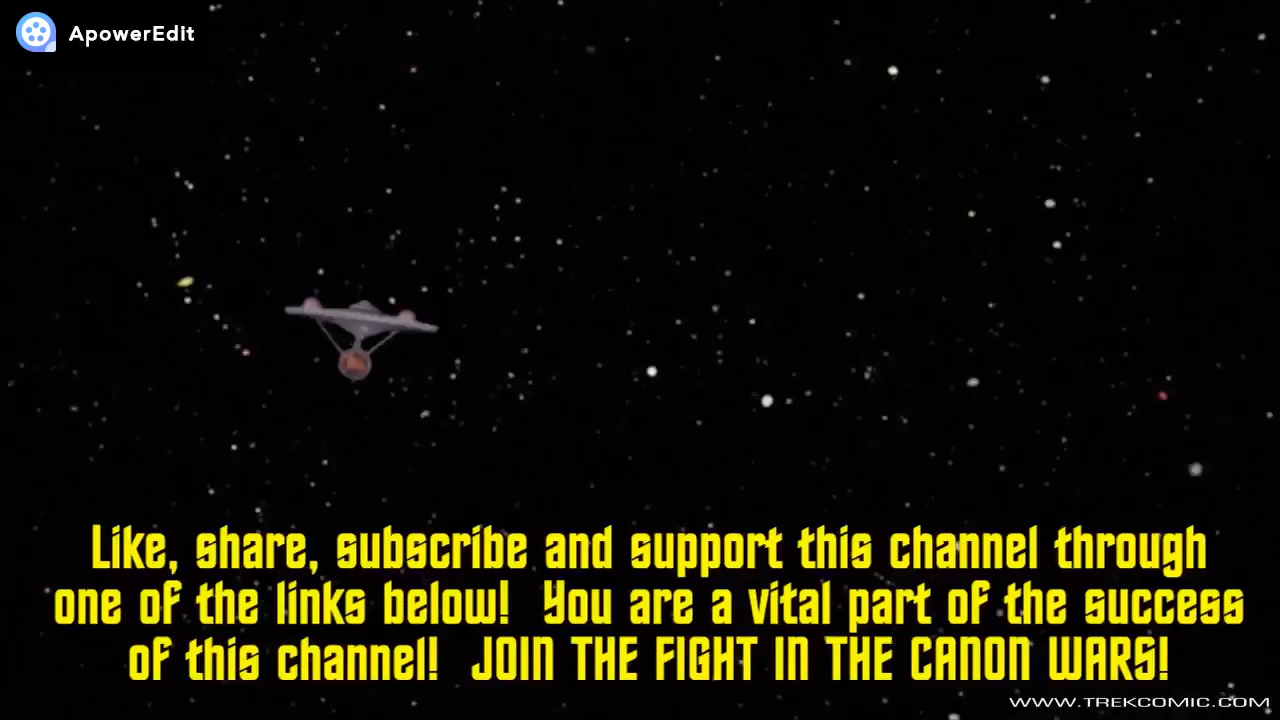 ApowerEdit
Like, share, subscribe and support this channel through
one of the links below!  You are a vital part of the success
of this channel!  JOIN THE FIGHT IN THE CANON WARS!
WWW.TREKCOMIC.COM